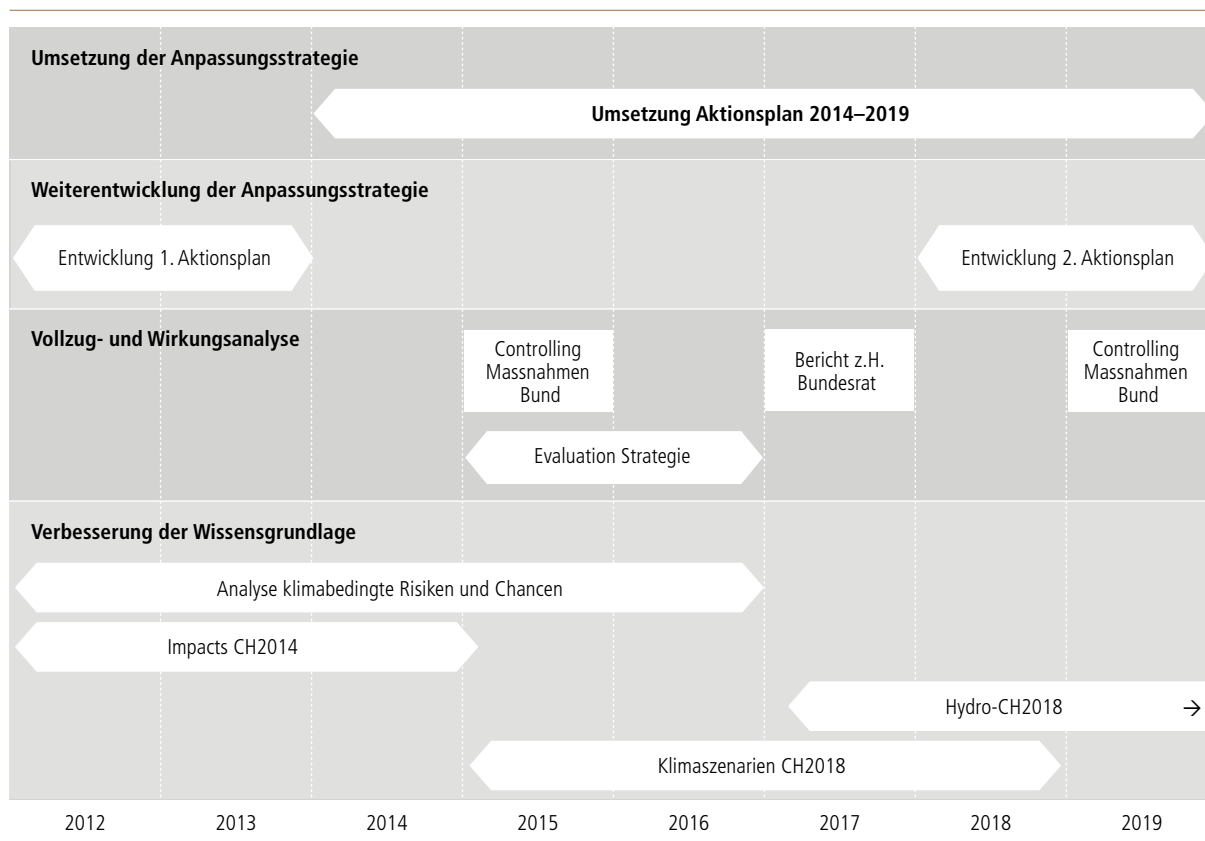 Umsetzung der Anpassungsstrategie
Umsetzung Aktionsplan 2014–2019
Weiterentwicklung der Anpassungsstrategie
Entwicklung 1. Aktionsplan
Entwicklung 2. Aktionsplan
Vollzug- und Wirkungsanalyse
Controlling
Massnahmen
Bund
Bericht z.H.
Bundesrat
Controlling
Massnahmen
Bund
Evaluation Strategie
Verbesserung der Wissensgrundlage
Analyse klimabedingte Risiken und Chancen
Impacts CH2014
Hydro-CH2018 →
Klimaszenarien CH2018
2012 2013 2014 2015 2016 2017 2018 2019